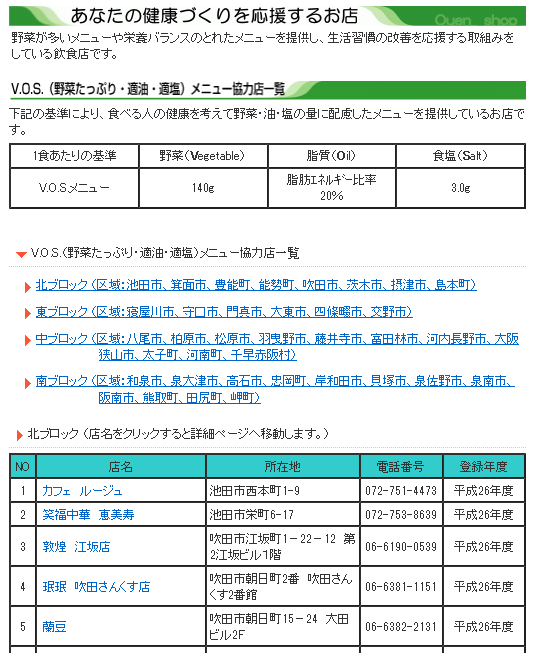 あなたの健康づくりを応援するお店
Ouen shop
野菜が多いメニューや栄養バランスのとれたメニューを提供し、生活習慣の改善を応援する取組みを
している飲食店です。
V.O.S.（野菜たっぷり・適油・適塩）メニュー協力店一覧
下記の基準により、食べる人の健康を考えて野菜・油・塩の量に配慮したメニューを提供しているお店で
す。
1食あたりの基準 野菜(Vegetable) 脂質(Oil) 食塩(Salt)
V.O.Sメニュー 140g 脂肪エネルギー比率 3.0g
20%
V.O.S.(野菜たっぷり・適油・適塩)メニュー協力店一覧
北ブロック（区域:池田市、箕面市、豊能町、能勢町、吹田市、茨木市、摂津市、島本町）
東ブロック（区域:寝屋川市、守口市、門真市、大東市、四條畷市、交野市）
中ブロック（区域:八尾市、柏原市、松原市、羽曳野市、藤井寺市、富田林市、河内長野市、大阪
狭山市、太子町、河南町、千早赤阪村）
南ブロック（区域:和泉市、泉大津市、高石市、忠岡町、岸和田市、貝塚市、泉佐野市、泉南市、
阪南市、熊取町、田尻町、岬町）
北ブロック （店名をクリックすると詳細ページへ移動します。）
NO 店名 所在地 電話番号 登録年度
1 カフェ　ルージュ 池田市西本町1-9 072-751-4473 平成26年度
2 笑福中華　恵美寿 池田市栄町6-17 072-753-8639 平成26年度
3 敦煌　江坂店 吹田市江坂町1－22－12　第
2江坂ビル1階 06-6190-0539 平成26年度
4 珉珉　吹田さんくす店 吹田市朝日町2番　吹田さん
くす2番館 06-6381-1151 平成26年度
5 蘭豆 吹田市朝日町15－24　大田
ビル2F 06-6382-2131 平成26年度